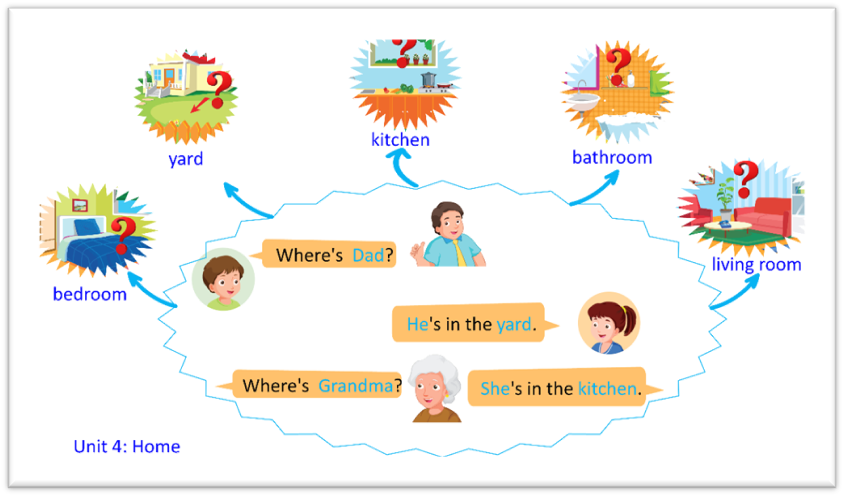 kitchen
yard
bathroom
bedroom
living room
Where's Dad?
He's in the yard.
Where's Grandma?
She's in the kitchen.
Unit 4: Home